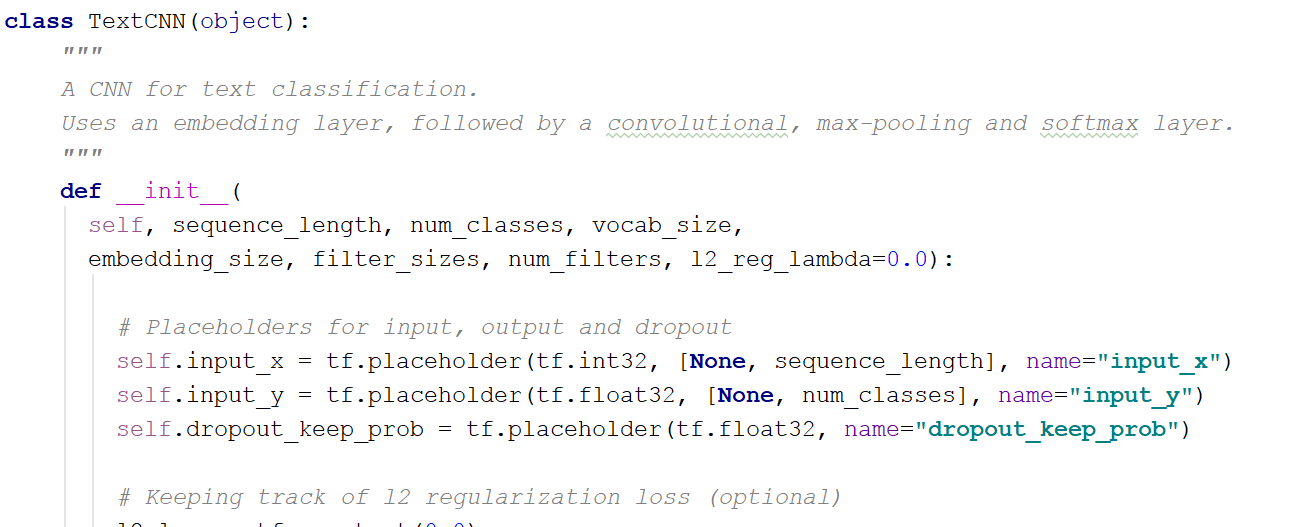 class TextCNN(object):
"""
A CNN for text classification.
Uses an embedding layer, followed by a convolutional, max-pooling and softmax layer.
"""
def __init__(
self, sequence_length, num_classes, vocab_size,
embedding_size, filter_sizes, num_filters, l2_reg_lambda=0.0):
# Placeholders for input, output and dropout
self.input_x = tf.placeholder(tf.int32, [None, sequence_length], name="input_x")
self.input_y = tf.placeholder(tf.float32, [None, num_classes], name="input_y")
self.dropout_keep_prob = tf.placeholder(tf.float32, name="dropout_keep_prob")
# Keeping track of l2 regularization loss (optional)